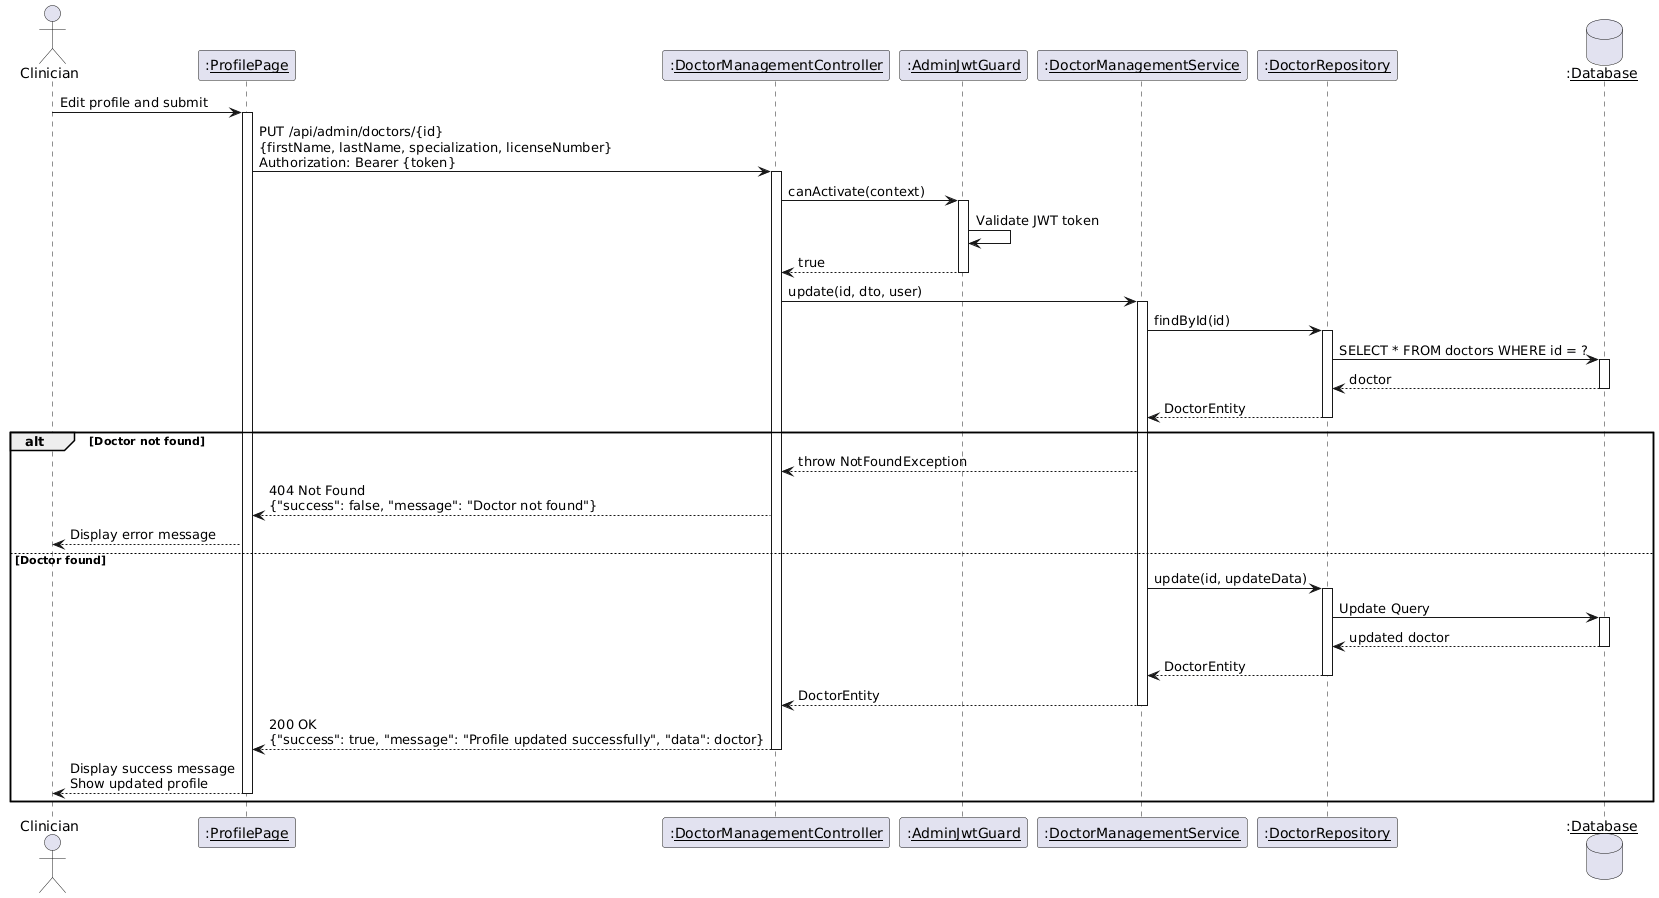 Clinician
:ProfilePage
:DoctorManagementController
:AdminJwtGuard
:DoctorManagementService
:DoctorRepository
:Database
Edit profile and submit
PUT /api/admin/doctors/{id}
{firstName, lastName, specialization, licenseNumber}
Authorization: Bearer {token}
canActivate(context)
Validate JWT token
true
update(id, dto, user)
findById(id)
SELECT * FROM doctors WHERE id = ?
doctor
DoctorEntity
alt [Doctor not found]
throw NotFoundException
404 Not Found
{"success": false, "message": "Doctor not found"}
Display error message
[Doctor found]
update(id, updateData)
Update Query
updated doctor
DoctorEntity
DoctorEntity
200 OK
{"success": true, "message": "Profile updated successfully", "data": doctor}
Display success message
Show updated profile
Clinician
:ProfilePage
:DoctorManagementController
:AdminJwtGuard
:DoctorManagementService
:DoctorRepository
:Database